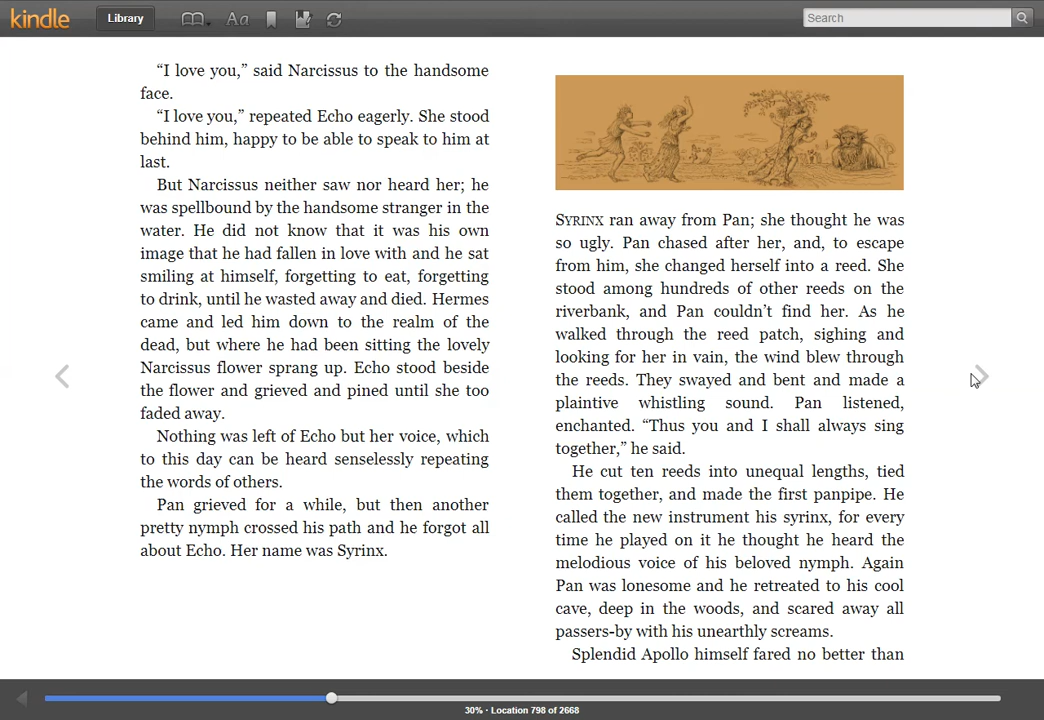 kindle
Library
Aa
Search
“I love you,” said Narcissus to the handsome
face.
“I love you,” repeated Echo eagerly. She stood
behind him, happy to be able to speak to him at
last.
But Narcissus neither saw nor heard her; he
was spellbound by the handsome stranger in the
water. He did not know that it was his own
image that he had fallen in love with and he sat
smiling at himself, forgetting to eat, forgetting
to drink, until he wasted away and died. Hermes
came and led him down to the realm of the
dead, but where he had been sitting the lovely
Narcissus flower sprang up. Echo stood beside
the flower and grieved and pined until she too
faded away.
Nothing was left of Echo but her voice, which
to this day can be heard senselessly repeating
the words of others.
Pan grieved for a while, but then another
pretty nymph crossed his path and he forgot all
about Echo. Her name was Syrinx.
SYRINX ran away from Pan; she thought he was
so ugly. Pan chased after her, and, to escape
from him, she changed herself into a reed. She
stood among hundreds of other reeds on the
riverbank, and Pan couldn’t find her. As he
walked through the reed patch, sighing and
looking for her in vain, the wind blew through
the reeds. They swayed and bent and made a
plaintive whistling sound. Pan listened,
enchanted. “Thus you and I shall always sing
together,” he said.
He cut ten reeds into unequal lengths, tied
them together, and made the first panpipe. He
called the new instrument his syrinx, for every
time he played on it he thought he heard the
melodious voice of his beloved nymph. Again
Pan was lonesome and he retreated to his cool
cave, deep in the woods, and scared away all
passers-by with his unearthly screams.
Splendid Apollo himself fared no better than
30% · Location 798 of 2668